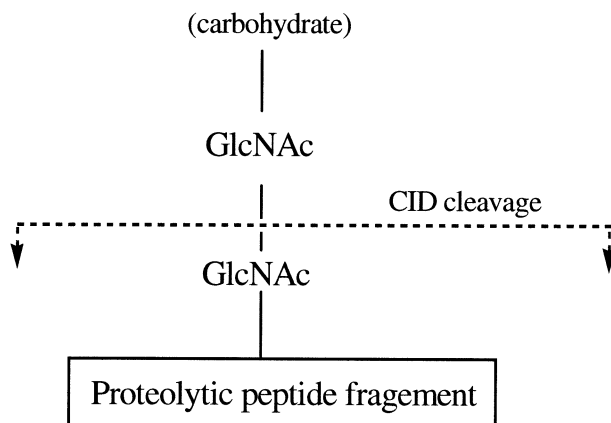 (carbohydrate)
GlcNAc
CID cleavage
GlcNAc
Proteolytic peptide fragement